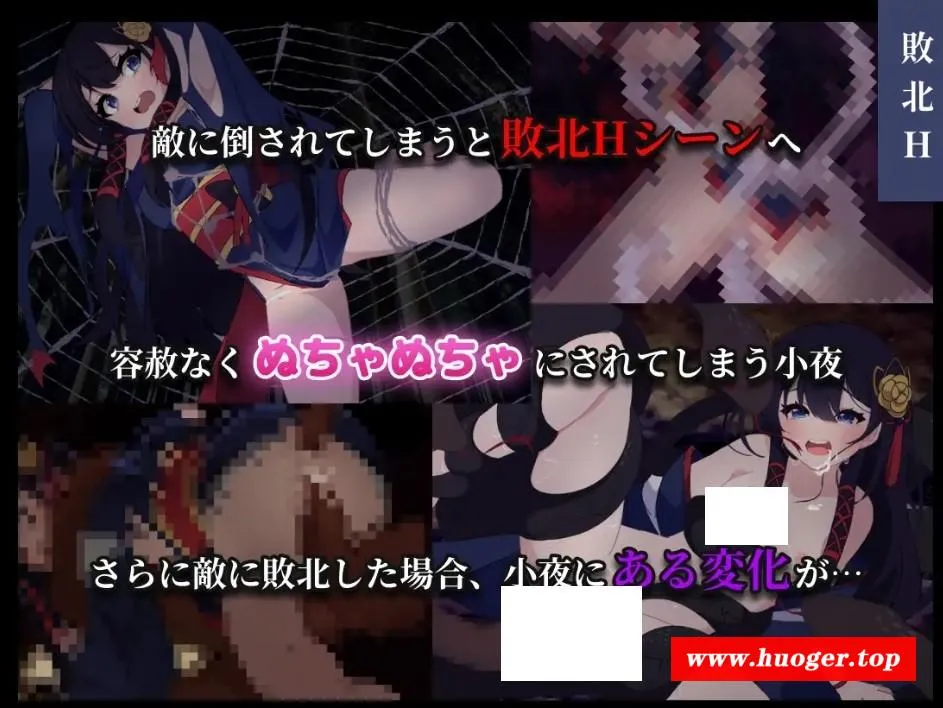 敗北H
敵に倒されてしまうと敗北Hシーンへ
容赦なくぬちゃぬちゃにされてしまう小夜
さらに敵に敗北した場合、小夜にある変化が…
www.huoger.top